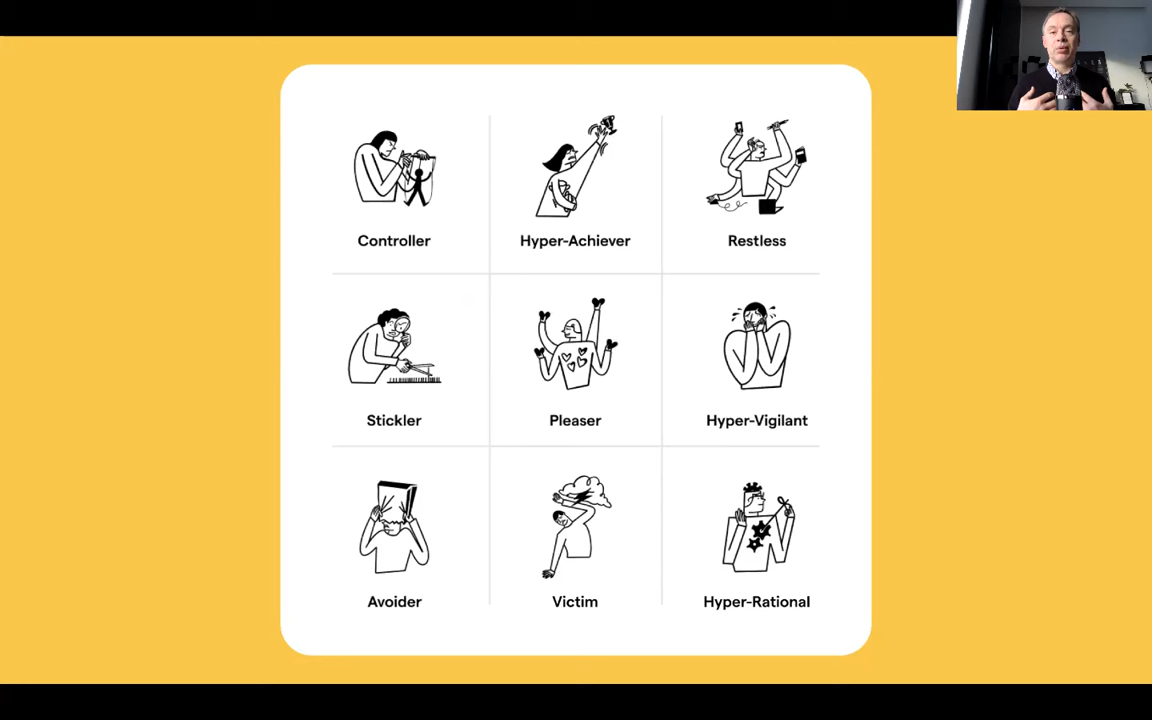 Controller
Hyper-Achiever
Restless
Stickler
Pleaser
Hyper-Vigilant
Avoider
Victim
Hyper-Rational